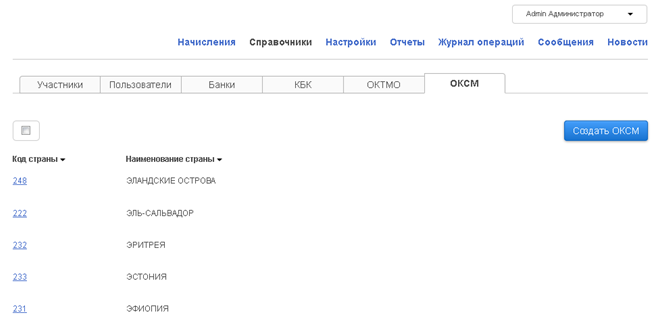 Admin Администратор
Начисления Справочники Настройки Отчеты Журнал операций Сообщения Новости
Участники Пользователи Банки КБК ОКТМО ОКСМ
Создать ОКСМ
Код страны Наименование страны
248 ЭЛАНДСКИЕ ОСТРОВА
222 ЭЛЬ-САЛЬВАДОР
232 ЭРИТРЕЯ
233 ЭСТОНИЯ
231 ЭФИОПИЯ